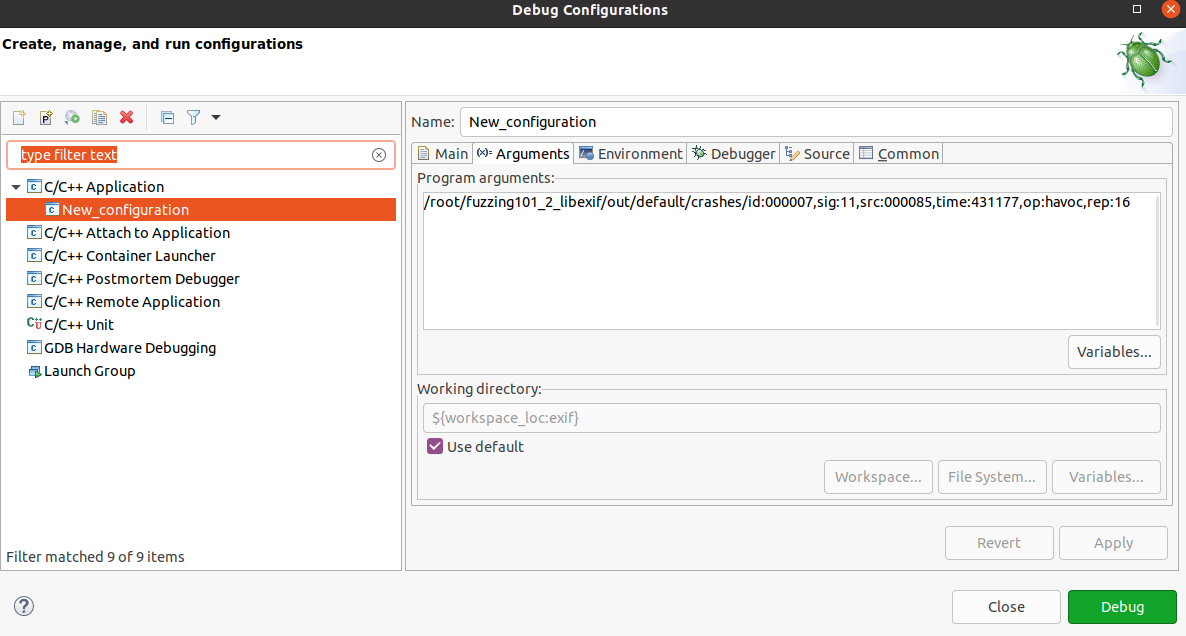 Debug Configurations
Create, manage, and run configurations
type filter text
C/C++ Application
New_configuration
C/C++ Attach to Application
C/C++ Container Launcher
C/C++ Postmortem Debugger
C/C++ Remote Application
C/C++ Unit
GDB Hardware Debugging
Launch Group
Filter matched 9 of 9 items
Name: New_configuration
Main (x)= Arguments Environment Debugger Source Common
Program arguments:
/root/fuzzing101_2_libexif/out/default/crashes/id:000007,sig:11,src:000085,time:431177,op:havoc,rep:16
Variables...
Working directory:
${workspace_loc:exif}
Use default
Workspace... File System... Variables...
Revert Apply
Close Debug